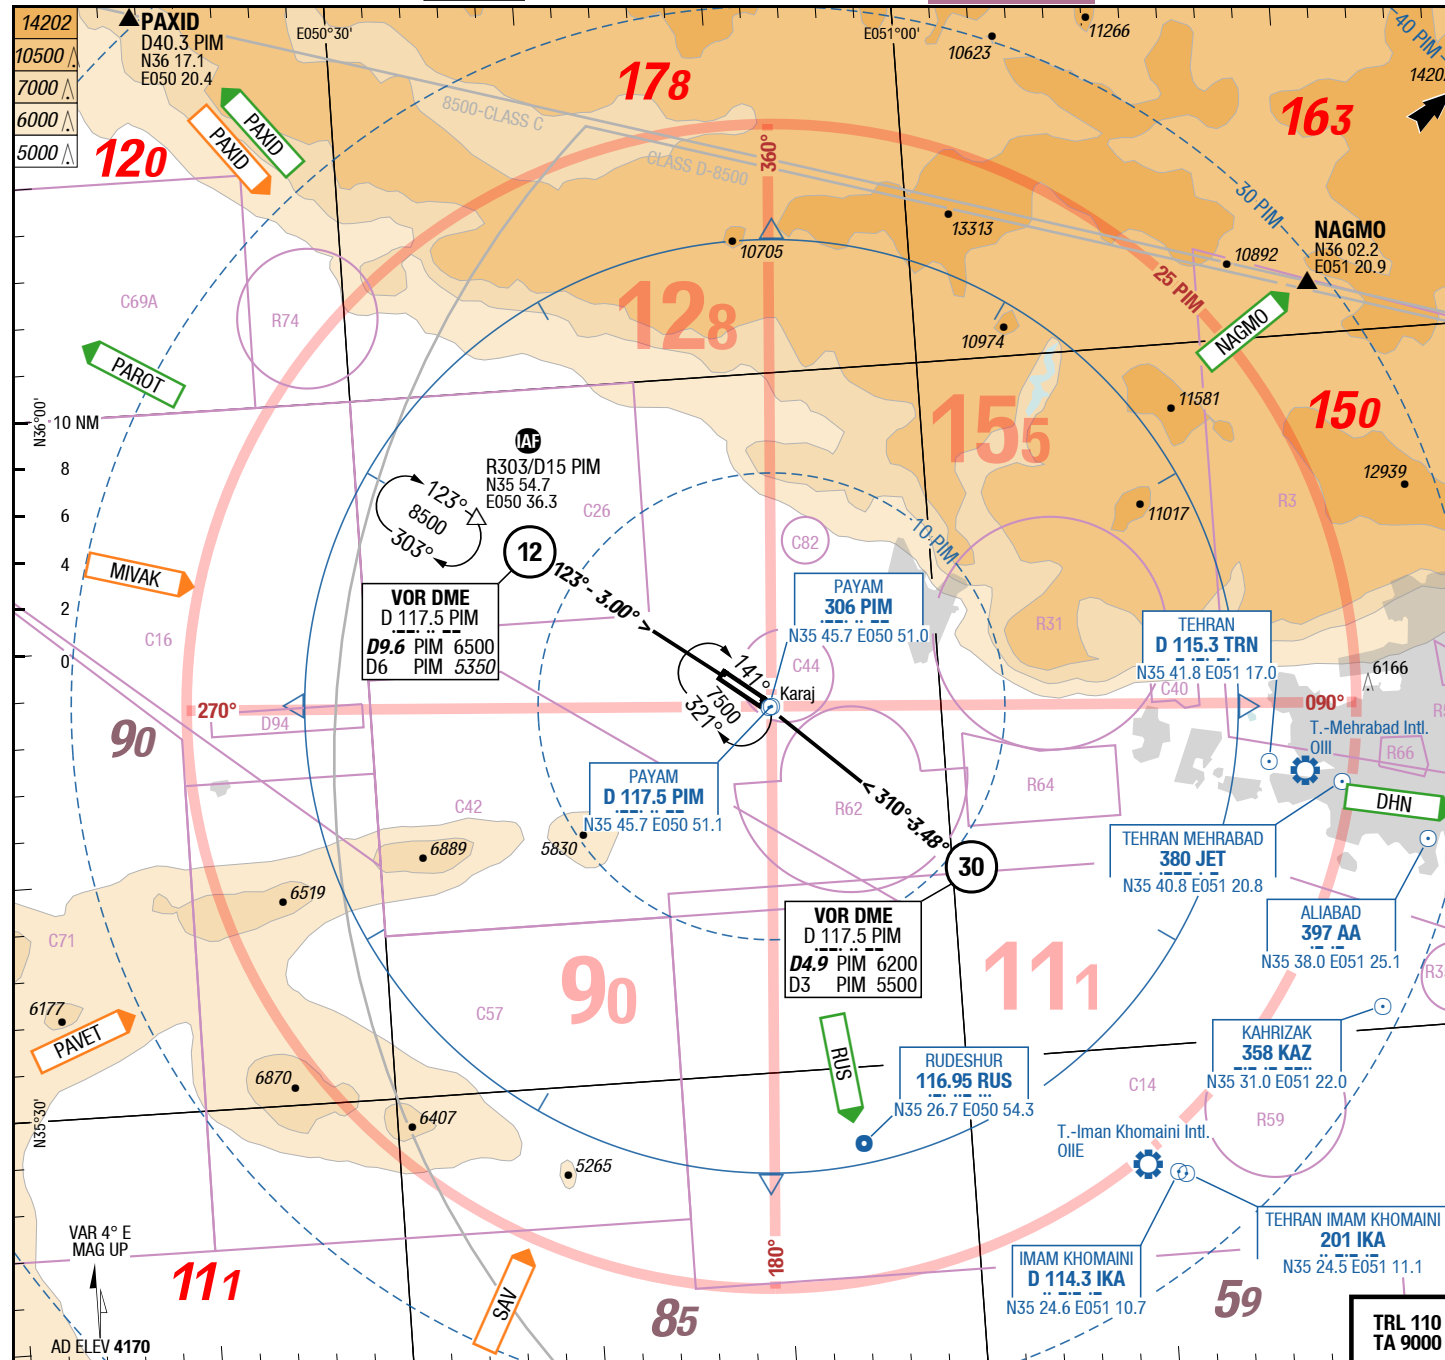 14202
10500
7000
6000
5000
PAXID
D40.3 PIM
N36 17.1
E050 20.4
E050°30'
E051°00'
10623
11266
40 PIM
178
163
120
8500-CLASS C
CLASS D-8500
PAXID
PAXID
360°
30 PIM
NAGMO
N36 02.2
E051 20.9
13313
10705
10892
25 PIM
C69A
R74
128
NAGMO
10974
PAROT
N36°00'
10 NM
8
6
4
2
0
11581
150
155
12939
IAF
R303/D15 PIM
N35 54.7
E050 36.3
123°
8500
303°
C26
R3
11017
C82
10 PIM
12
123° - 3.00° >
MIVAK
VOR DME
D 117.5 PIM
D9.6 PIM 6500
D6 PIM 5350
PAYAM
306 PIM
N35 45.7 E050 51.0
TEHRAN
D 115.3 TRN
N35 41.8 E051 17.0
R31
C16
C44
141°
7500
321°
Karaj
C40
6166
270°
090°
D94
90
T.-Mehrabad Intl.
OIII
R66
PAYAM
D 117.5 PIM
N35 45.7 E050 51.1
C42
R62
R64
< 310°-3.48°
DHN
TEHRAN MEHRABAD
380 JET
N35 40.8 E051 20.8
6889
5830
30
6519
VOR DME
D 117.5 PIM
D4.9 PIM 6200
D3 PIM 5500
ALIABAD
397 AA
N35 38.0 E051 25.1
C71
90
111
6177
PAVET
C57
RUS
KAHRIZAK
358 KAZ
N35 31.0 E051 22.0
RUDESHUR
116.95 RUS
N35 26.7 E050 54.3
6870
6407
N35°30'
C14
R59
T.-Iman Khomaini Intl.
OIIE
5265
VAR 4° E
MAG UP
111
180°
SAV
85
IMAM KHOMAINI
D 114.3 IKA
N35 24.6 E051 10.7
TEHRAN IMAM KHOMAINI
201 IKA
N35 24.5 E051 11.1
59
AD ELEV 4170
TRL 110
TA 9000